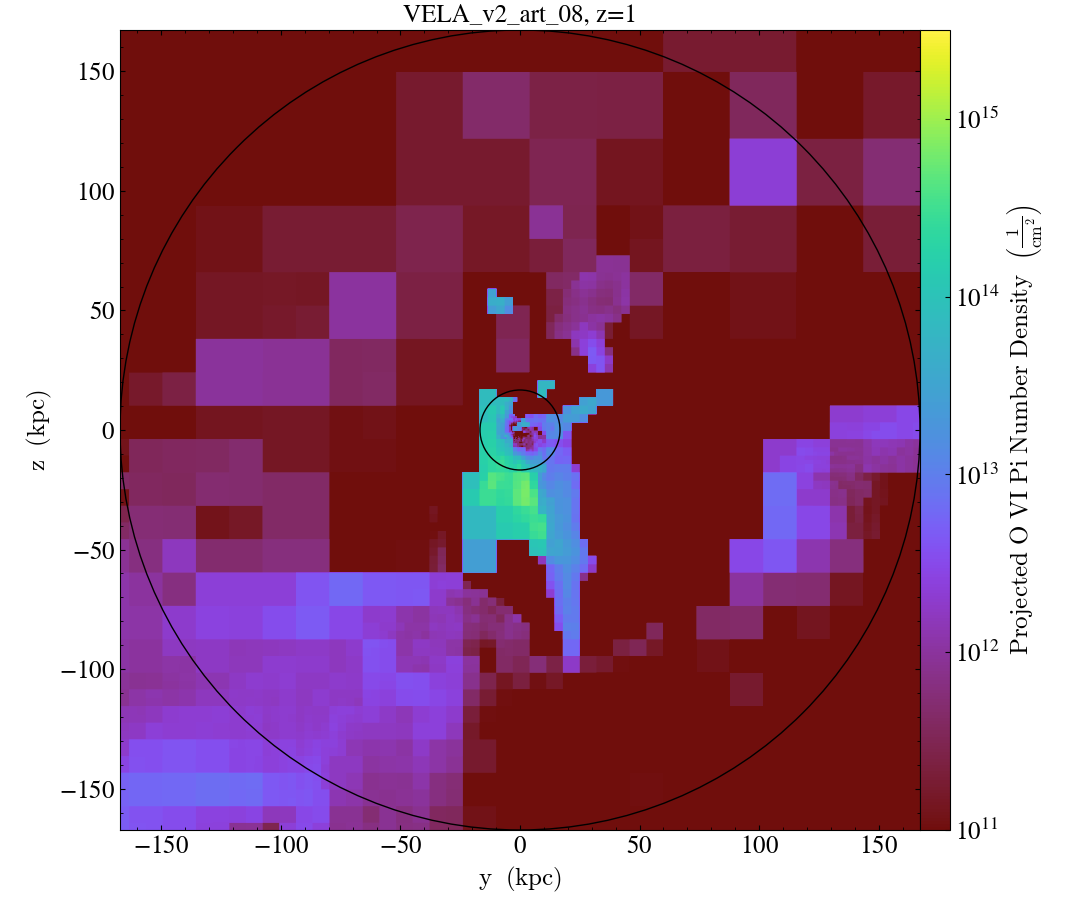 VELA_v2_art_08, z=1
150
100
50
0
−50
−100
−150
z (kpc)
−150 −100 −50 0 50 100 150
y (kpc)
10^15
10^14
10^13
10^12
10^11
Projected O VI Pi Number Density (1/cm^2)